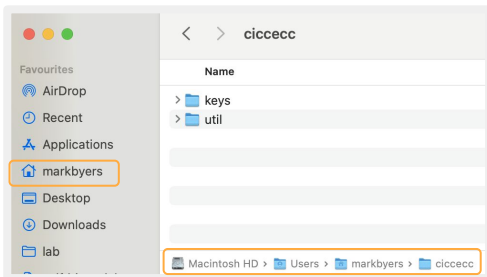 ciccecc
Favourites
AirDrop
Recent
Applications
markbyers
Desktop
Downloads
lab
Name
keys
util
Macintosh HD > Users > markbyers > ciccecc